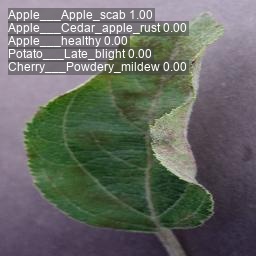 Apple___Apple_scab 1.00
Apple___Cedar_apple_rust 0.00
Apple___healthy 0.00
Potato___Late_blight 0.00
Cherry___Powdery_mildew 0.00